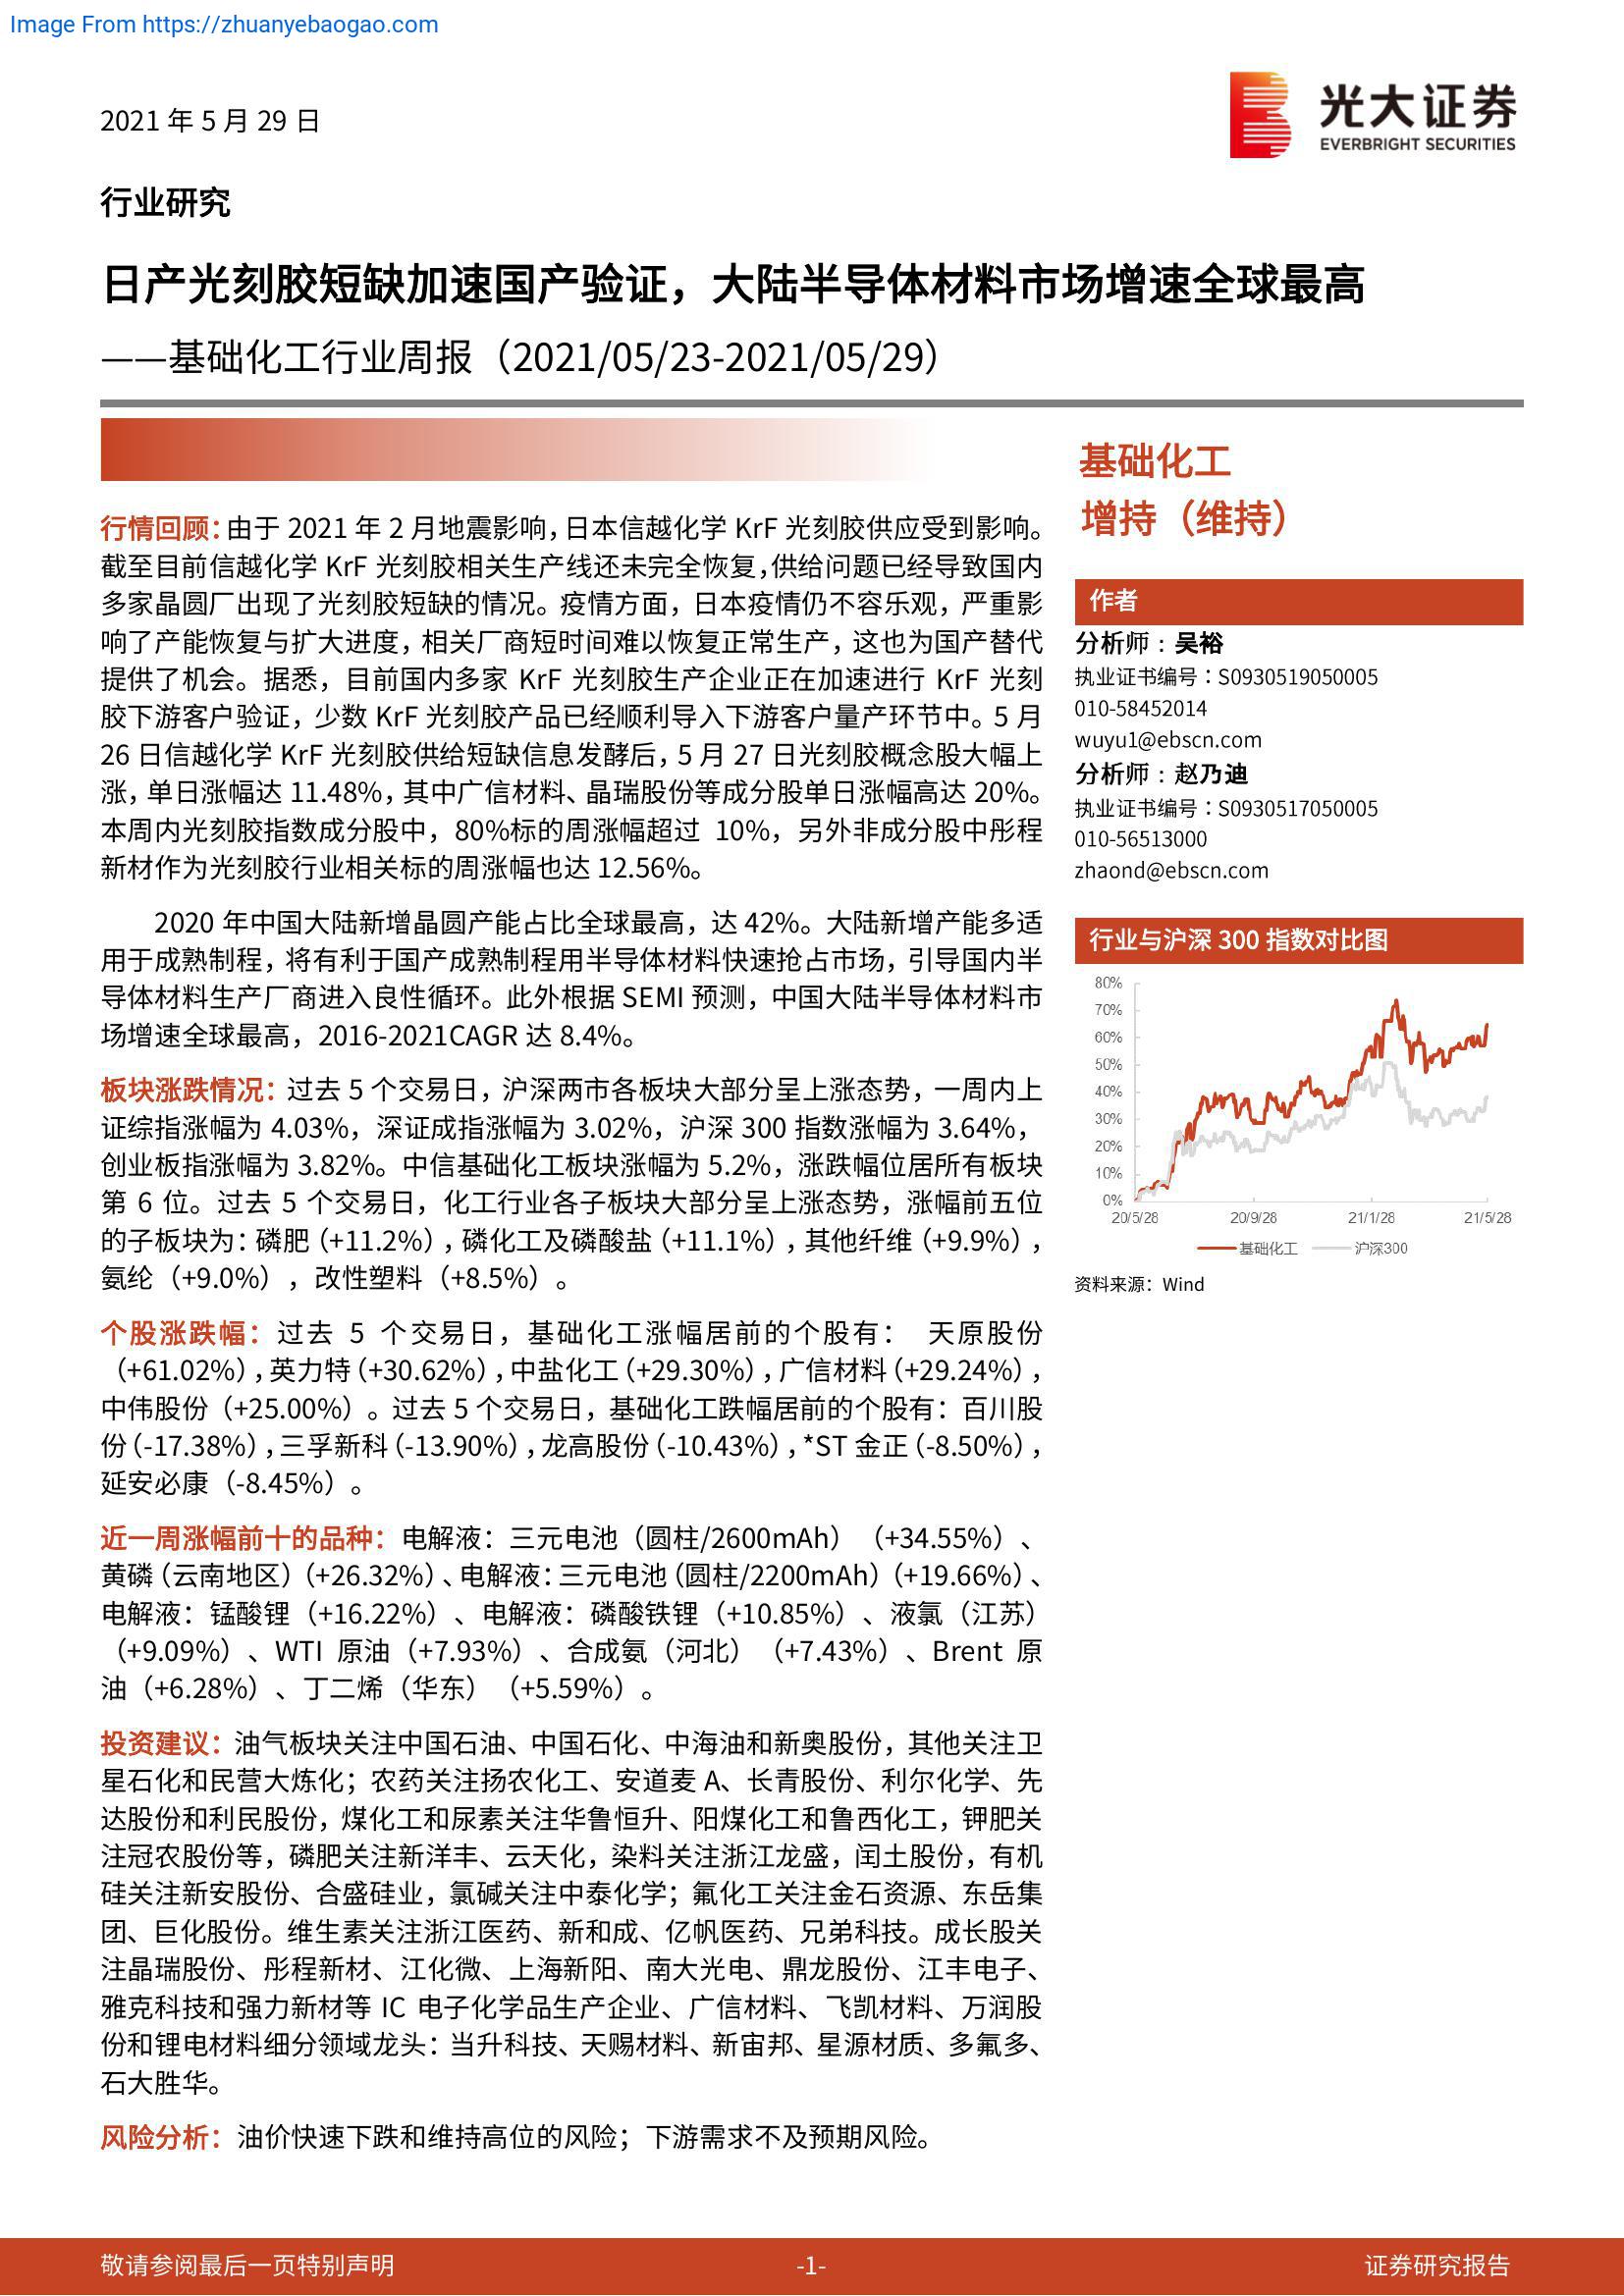 Image From https://zhuanyebaogao.com
2021 年 5 月 29 日
光大证券
EVERBRIGHT SECURITIES
行业研究
日产光刻胶短缺加速国产验证，大陆半导体材料市场增速全球最高
——基础化工行业周报（2021/05/23-2021/05/29）
行情回顾：由于 2021 年 2 月地震影响，日本信越化学 KrF 光刻胶供应受到影响。
截至目前信越化学 KrF 光刻胶相关生产线还未完全恢复，供给问题已经导致国内
多家晶圆厂出现了光刻胶短缺的情况。疫情方面，日本疫情仍不容乐观，严重影
响了产能恢复与扩大进度，相关厂商短时间难以恢复正常生产，这也为国产替代
提供了机会。据悉，目前国内多家 KrF 光刻胶生产企业正在加速进行 KrF 光刻
胶下游客户验证，少数 KrF 光刻胶产品已经顺利导入下游客户量产环节中。5 月
26 日信越化学 KrF 光刻胶供给短缺信息发酵后，5 月 27 日光刻胶概念股大幅上
涨，单日涨幅达 11.48%，其中广信材料、晶瑞股份等成分股单日涨幅高达 20%。
本周内光刻胶指数成分股中，80%标的周涨幅超过 10%，另外非成分股中彤程
新材作为光刻胶行业相关标的周涨幅也达 12.56%。
2020 年中国大陆新增晶圆产能占比全球最高，达 42%。大陆新增产能多适
用于成熟制程，将有利于国产成熟制程用半导体材料快速抢占市场，引导国内半
导体材料生产厂商进入良性循环。此外根据 SEMI 预测，中国大陆半导体材料市
场增速全球最高，2016-2021CAGR 达 8.4%。
板块涨跌情况：过去 5 个交易日，沪深两市各板块大部分呈上涨态势，一周内上
证综指涨幅为 4.03%，深证成指涨幅为 3.02%，沪深 300 指数涨幅为 3.64%，
创业板指涨幅为 3.82%。中信基础化工板块涨幅为 5.2%，涨跌幅位居所有板块
第 6 位。过去 5 个交易日，化工行业各子板块大部分呈上涨态势，涨幅前五位
的子板块为：磷肥（+11.2%），磷化工及磷酸盐（+11.1%），其他纤维（+9.9%），
氨纶（+9.0%），改性塑料（+8.5%）。
个股涨跌幅：过去 5 个交易日，基础化工涨幅居前的个股有： 天原股份
（+61.02%），英力特（+30.62%），中盐化工（+29.30%），广信材料（+29.24%），
中伟股份（+25.00%）。过去 5 个交易日，基础化工跌幅居前的个股有：百川股
份（-17.38%），三孚新科（-13.90%），龙高股份（-10.43%），*ST 金正（-8.50%），
延安必康（-8.45%）。
近一周涨幅前十的品种：电解液：三元电池（圆柱/2600mAh）（+34.55%）、
黄磷（云南地区）（+26.32%）、电解液：三元电池（圆柱/2200mAh）（+19.66%）、
电解液：锰酸锂（+16.22%）、电解液：磷酸铁锂（+10.85%）、液氯（江苏）
（+9.09%）、WTI 原油（+7.93%）、合成氨（河北）（+7.43%）、Brent 原
油（+6.28%）、丁二烯（华东）（+5.59%）。
投资建议：油气板块关注中国石油、中国石化、中海油和新奥股份，其他关注卫
星石化和民营大炼化；农药关注扬农化工、安道麦 A、长青股份、利尔化学、先
达股份和利民股份，煤化工和尿素关注华鲁恒升、阳煤化工和鲁西化工，钾肥关
注冠农股份等，磷肥关注新洋丰、云天化，染料关注浙江龙盛，闰土股份，有机
硅关注新安股份、合盛硅业，氯碱关注中泰化学；氟化工关注金石资源、东岳集
团、巨化股份。维生素关注浙江医药、新和成、亿帆医药、兄弟科技。成长股关
注晶瑞股份、彤程新材、江化微、上海新阳、南大光电、鼎龙股份、江丰电子、
雅克科技和强力新材等 IC 电子化学品生产企业、广信材料、飞凯材料、万润股
份和锂电材料细分领域龙头：当升科技、天赐材料、新宙邦、星源材质、多氟多、
石大胜华。
风险分析：油价快速下跌和维持高位的风险；下游需求不及预期风险。
基础化工
增持（维持）
作者
分析师：吴裕
执业证书编号：S0930519050005
010-58452014
wuyu1@ebscn.com
分析师：赵乃迪
执业证书编号：S0930517050005
010-56513000
zhaond@ebscn.com
行业与沪深 300 指数对比图
80%
70%
60%
50%
40%
30%
20%
10%
0%
20/5/28 20/9/28 21/1/28 21/5/28
基础化工 沪深300
资料来源：Wind
敬请参阅最后一页特别声明 -1- 证券研究报告